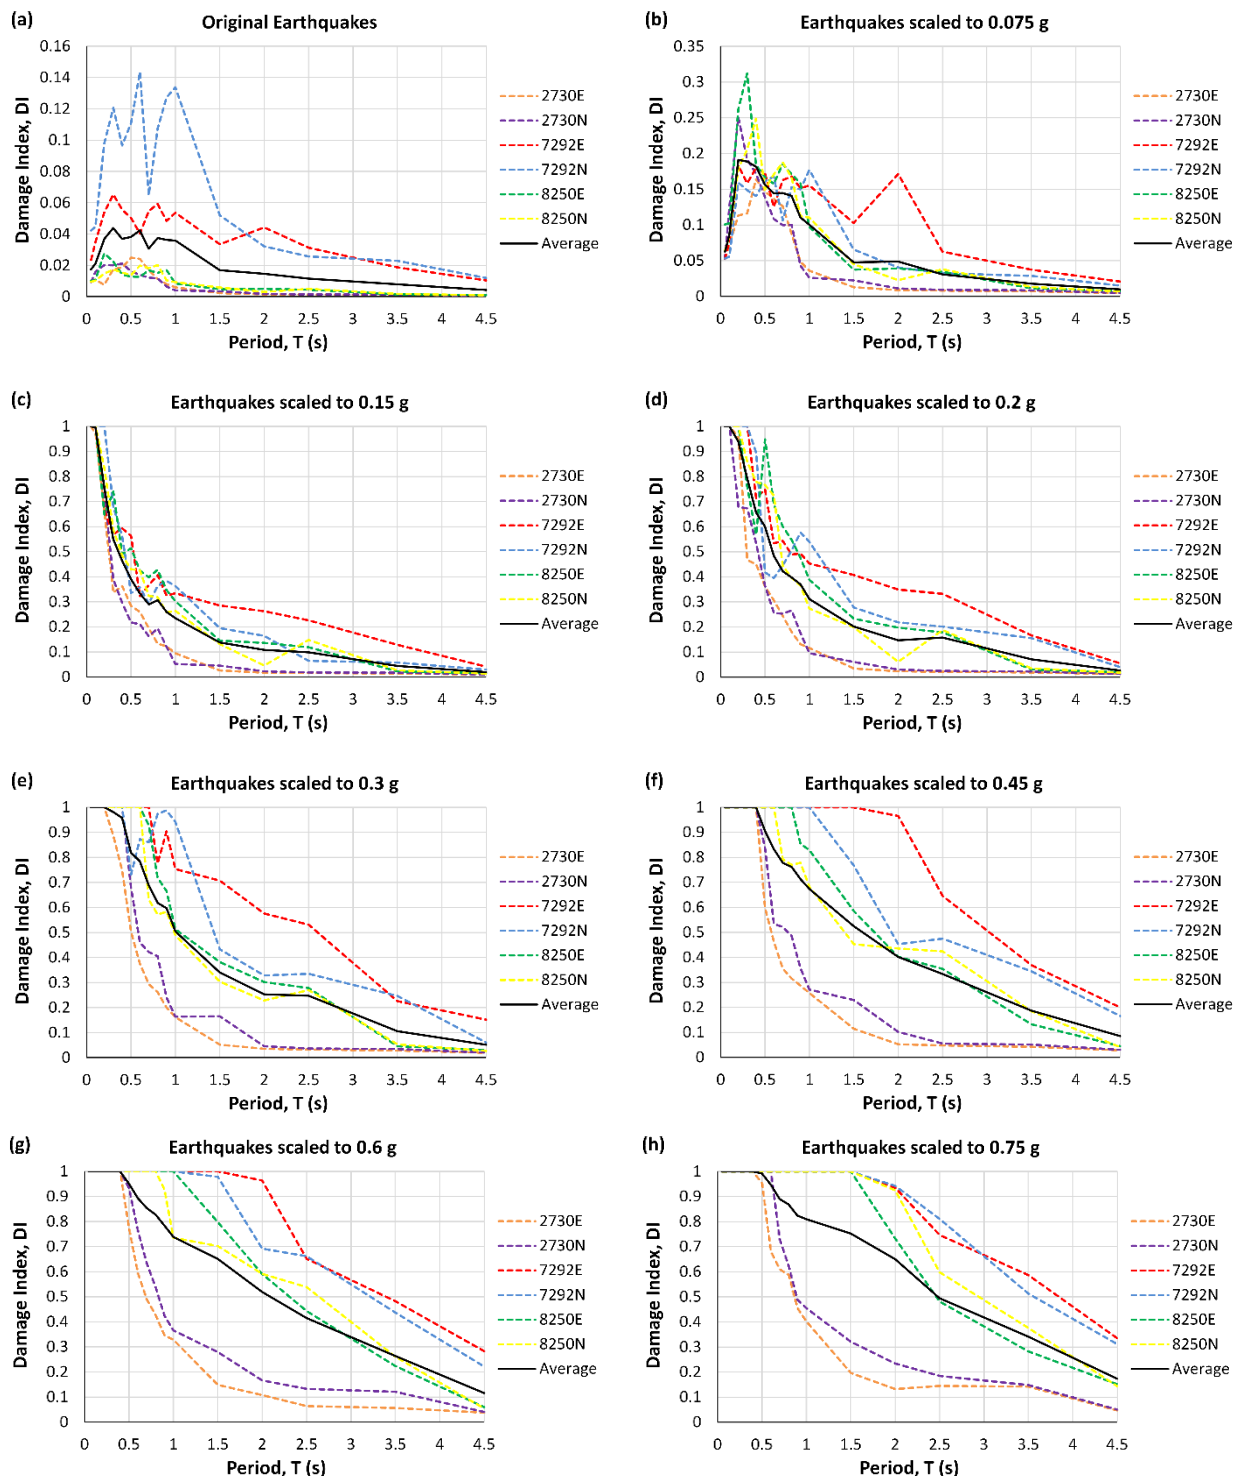 (a)
Original Earthquakes
0.16
0.14
0.12
0.1
0.08
0.06
0.04
0.02
0
Damage Index, DI
0 0.5 1 1.5 2 2.5 3 3.5 4 4.5
Period, T (s)
2730E
2730N
7292E
7292N
8250E
8250N
Average
(b)
Earthquakes scaled to 0.075 g
0.35
0.3
0.25
0.2
0.15
0.1
0.05
0
Damage Index, DI
0 0.5 1 1.5 2 2.5 3 3.5 4 4.5
Period, T (s)
2730E
2730N
7292E
7292N
8250E
8250N
Average
(c)
Earthquakes scaled to 0.15 g
1
0.9
0.8
0.7
0.6
0.5
0.4
0.3
0.2
0.1
0
Damage Index, DI
0 0.5 1 1.5 2 2.5 3 3.5 4 4.5
Period, T (s)
2730E
2730N
7292E
7292N
8250E
8250N
Average
(d)
Earthquakes scaled to 0.2 g
1
0.9
0.8
0.7
0.6
0.5
0.4
0.3
0.2
0.1
0
Damage Index, DI
0 0.5 1 1.5 2 2.5 3 3.5 4 4.5
Period, T (s)
2730E
2730N
7292E
7292N
8250E
8250N
Average
(e)
Earthquakes scaled to 0.3 g
1
0.9
0.8
0.7
0.6
0.5
0.4
0.3
0.2
0.1
0
Damage Index, DI
0 0.5 1 1.5 2 2.5 3 3.5 4 4.5
Period, T (s)
2730E
2730N
7292E
7292N
8250E
8250N
Average
(f)
Earthquakes scaled to 0.45 g
1
0.9
0.8
0.7
0.6
0.5
0.4
0.3
0.2
0.1
0
Damage Index, DI
0 0.5 1 1.5 2 2.5 3 3.5 4 4.5
Period, T (s)
2730E
2730N
7292E
7292N
8250E
8250N
Average
(g)
Earthquakes scaled to 0.6 g
1
0.9
0.8
0.7
0.6
0.5
0.4
0.3
0.2
0.1
0
Damage Index, DI
0 0.5 1 1.5 2 2.5 3 3.5 4 4.5
Period, T (s)
2730E
2730N
7292E
7292N
8250E
8250N
Average
(h)
Earthquakes scaled to 0.75 g
1
0.9
0.8
0.7
0.6
0.5
0.4
0.3
0.2
0.1
0
Damage Index, DI
0 0.5 1 1.5 2 2.5 3 3.5 4 4.5
Period, T (s)
2730E
2730N
7292E
7292N
8250E
8250N
Average